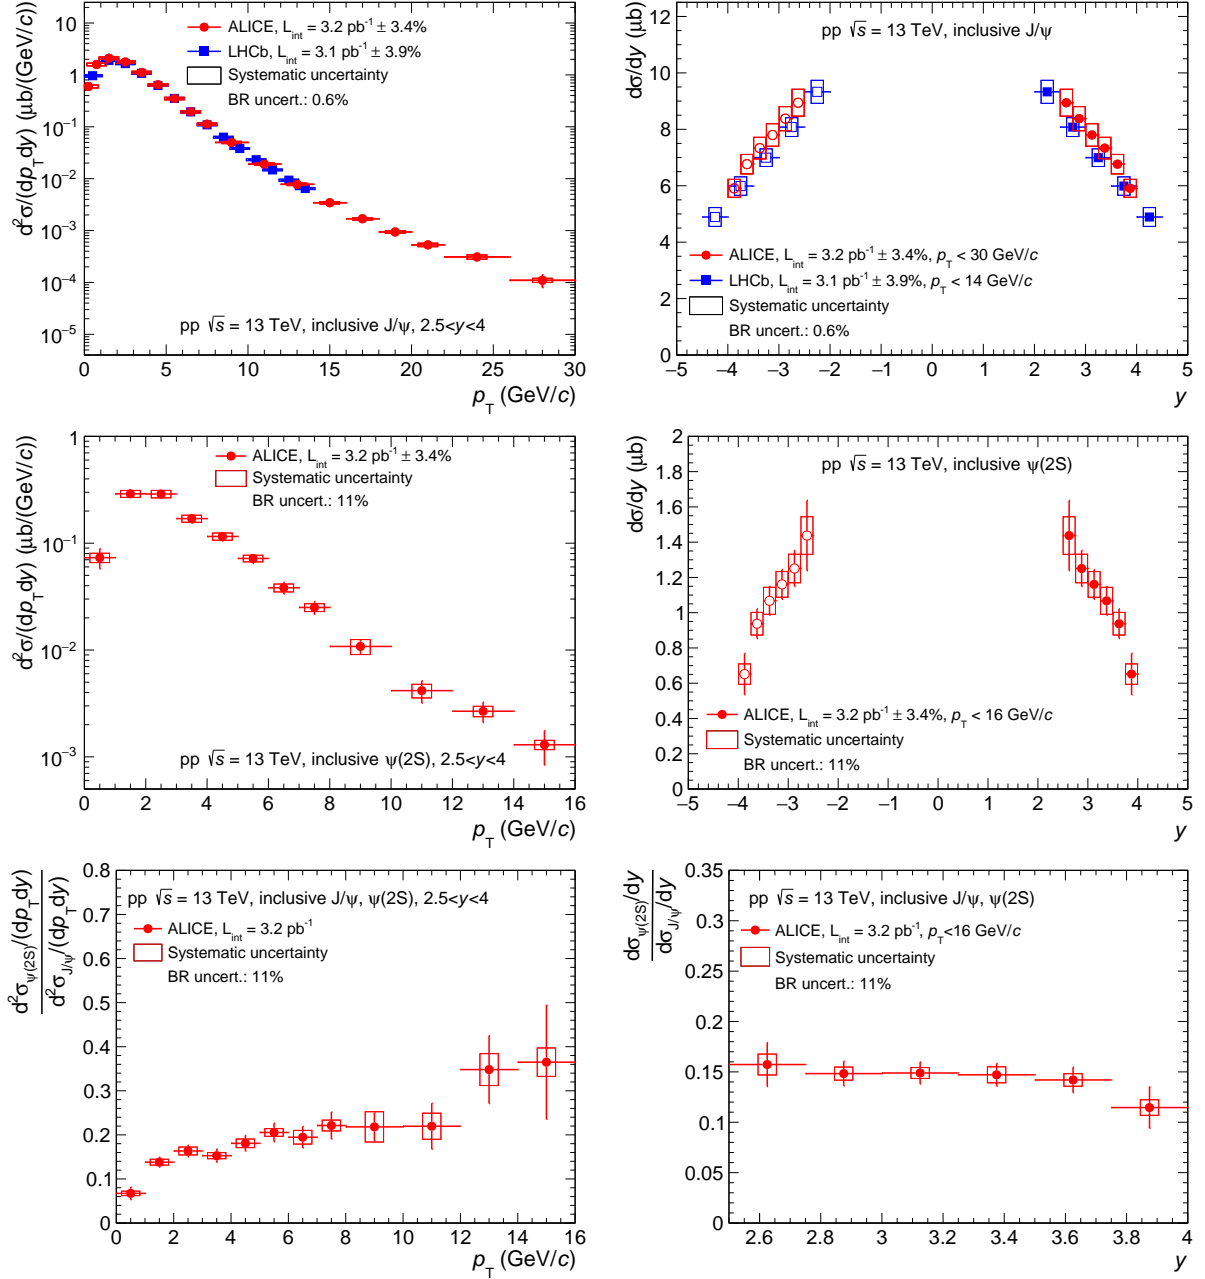 ALICE, L_int = 3.2 pb⁻¹ ± 3.4%
LHCb, L_int = 3.1 pb⁻¹ ± 3.9%
Systematic uncertainty
BR uncert.: 0.6%
pp √s = 13 TeV, inclusive J/ψ, 2.5<y<4
d²σ/(dp_T dy) (μb/(GeV/c))
10
1
10⁻¹
10⁻²
10⁻³
10⁻⁴
10⁻⁵
0 5 10 15 20 25 30
p_T (GeV/c)
pp √s = 13 TeV, inclusive J/ψ
dσ/dy (μb)
12
10
8
6
4
2
0
ALICE, L_int = 3.2 pb⁻¹ ± 3.4%, p_T < 30 GeV/c
LHCb, L_int = 3.1 pb⁻¹ ± 3.9%, p_T < 14 GeV/c
Systematic uncertainty
BR uncert.: 0.6%
−5 −4 −3 −2 −1 0 1 2 3 4 5
y
ALICE, L_int = 3.2 pb⁻¹ ± 3.4%
Systematic uncertainty
BR uncert.: 11%
d²σ/(dp_T dy) (μb/(GeV/c))
1
10⁻¹
10⁻²
10⁻³
pp √s = 13 TeV, inclusive ψ(2S), 2.5<y<4
0 2 4 6 8 10 12 14 16
p_T (GeV/c)
pp √s = 13 TeV, inclusive ψ(2S)
dσ/dy (μb)
2
1.8
1.6
1.4
1.2
1
0.8
0.6
0.4
0.2
0
ALICE, L_int = 3.2 pb⁻¹ ± 3.4%, p_T < 16 GeV/c
Systematic uncertainty
BR uncert.: 11%
−5 −4 −3 −2 −1 0 1 2 3 4 5
y
pp √s = 13 TeV, inclusive J/ψ, ψ(2S), 2.5<y<4
ALICE, L_int = 3.2 pb⁻¹
Systematic uncertainty
BR uncert.: 11%
d²σ_ψ(2S)/(dp_T dy)
d²σ_J/ψ/(dp_T dy)
0.8
0.7
0.6
0.5
0.4
0.3
0.2
0.1
0
0 2 4 6 8 10 12 14 16
p_T (GeV/c)
pp √s = 13 TeV, inclusive J/ψ, ψ(2S)
ALICE, L_int = 3.2 pb⁻¹, p_T<16 GeV/c
Systematic uncertainty
BR uncert.: 11%
dσ_ψ(2S)/dy
dσ_J/ψ/dy
0.35
0.3
0.25
0.2
0.15
0.1
0.05
0
2.6 2.8 3 3.2 3.4 3.6 3.8 4
y